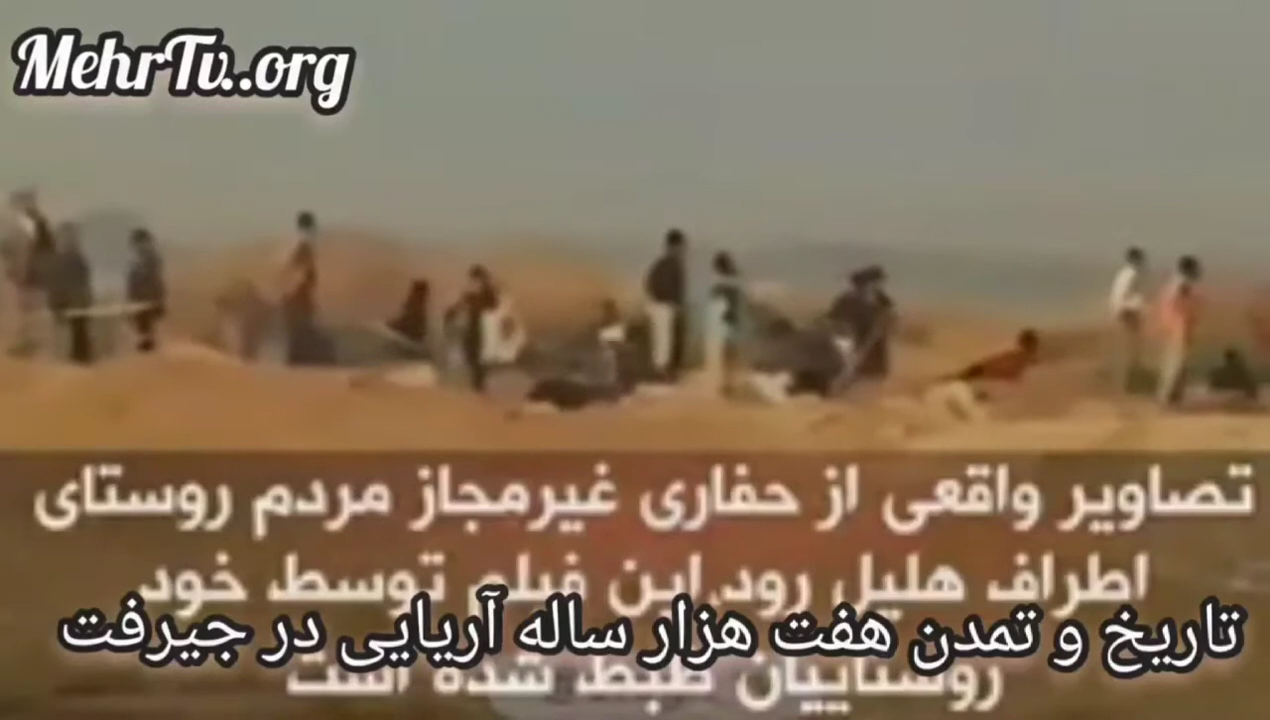 MehrTv..org
تصاویر واقعی از حفاری غیرمجاز مردم روستای
اطراف هلیل رود.این فیلم توسط خود
تاریخ و تمدن هفت هزار ساله آریایی در جیرفت
روستاییان ظبط شده است